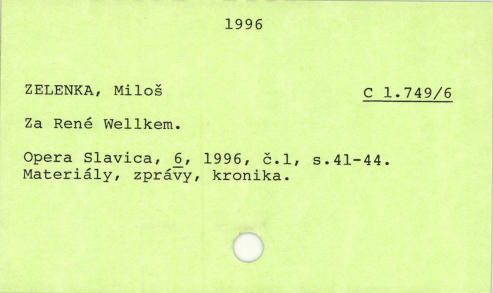 1996
ZELENKA, Miloš C 1.749/6
Za René Wellkem.
Opera Slavica, 6, 1996, č.1, s.41-44.
Materiály, zprávy, kronika.